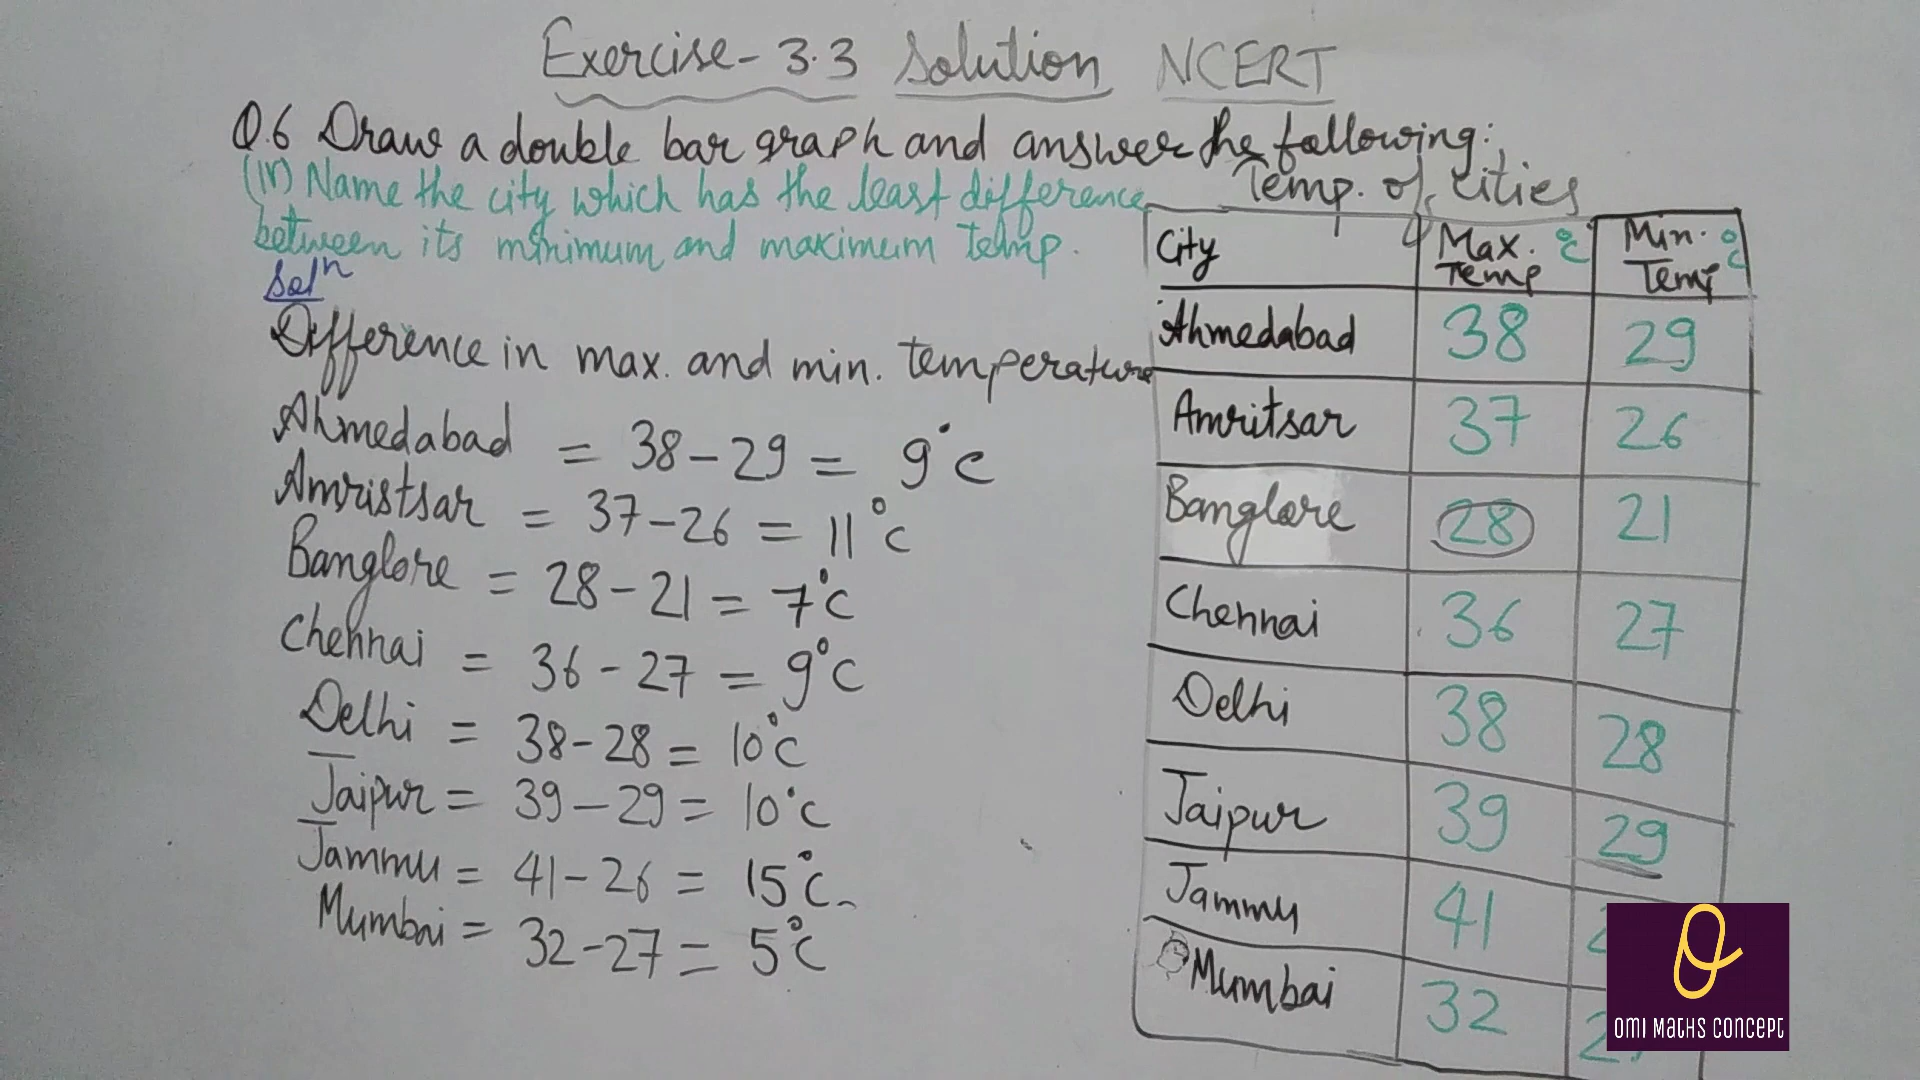 Exercise-3.3 Solution NCERT
Q.6 Draw a double bar graph and answer the following:
(iv) Name the city which has the least difference
between its minimum and maximum temp.
Solⁿ
Difference in max. and min. temperature
Ahmedabad = 38-29 = 9°c
Amristsar = 37-26 = 11°c
Banglore = 28-21 = 7°c
Chennai = 36-27 = 9°C
Delhi = 38-28 = 10°C
Jaipur = 39-29 = 10°C
Jammu = 41-26 = 15°C
Mumbai = 32-27 = 5°C
Temp. of cities
City Max. Temp °C Min. Temp °C
Ahmedabad 38 29
Amritsar 37 26
Banglore 28 21
Chennai 36 27
Delhi 38 28
Jaipur 39 29
Jammu 41
Mumbai 32
OMI MATHS CONCEPT